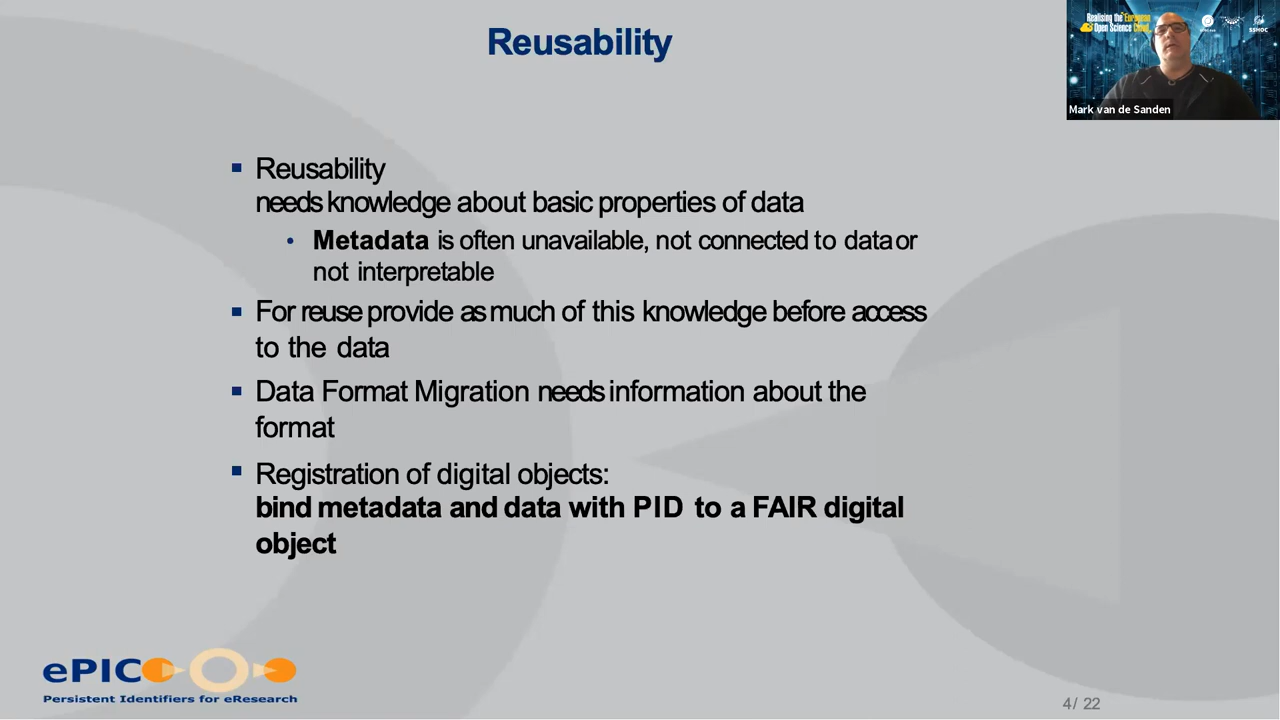 Reusability
Realising the European
Open Science Cloud
SSHOC
Mark van de Sanden
Reusability
needs knowledge about basic properties of data
Metadata is often unavailable, not connected to data or
not interpretable
For reuse provide as much of this knowledge before access
to the data
Data Format Migration needs information about the
format
Registration of digital objects:
bind metadata and data with PID to a FAIR digital
object
ePIC
Persistent Identifiers for eResearch
4/ 22